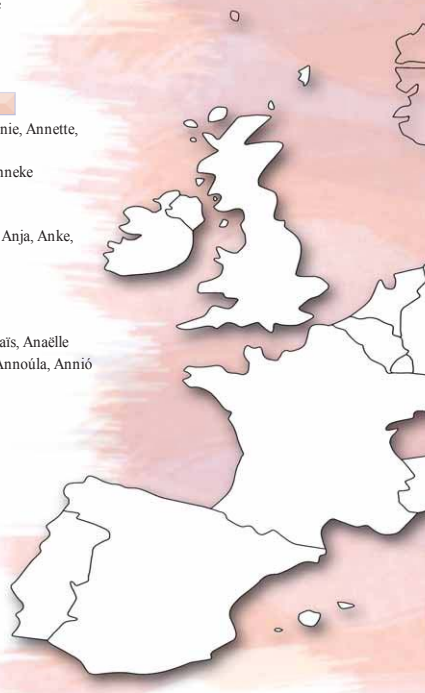 nie, Annette,
nneke
Anja, Anke,
aïs, Anaëlle
Annoúla, Annió